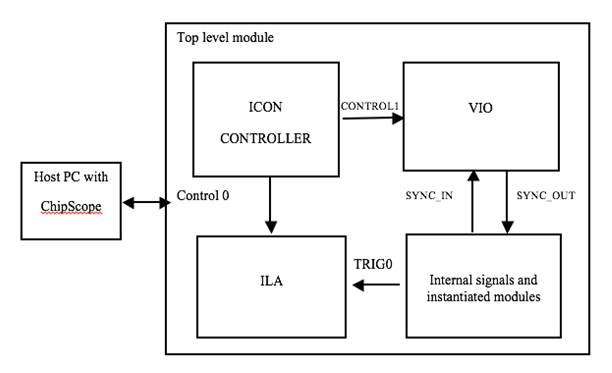 Top level module
ICON
CONTROLLER
CONTROL1
VIO
Host PC with
ChipScope
Control 0
SYNC_IN
SYNC_OUT
ILA
TRIG0
Internal signals and
instantiated modules